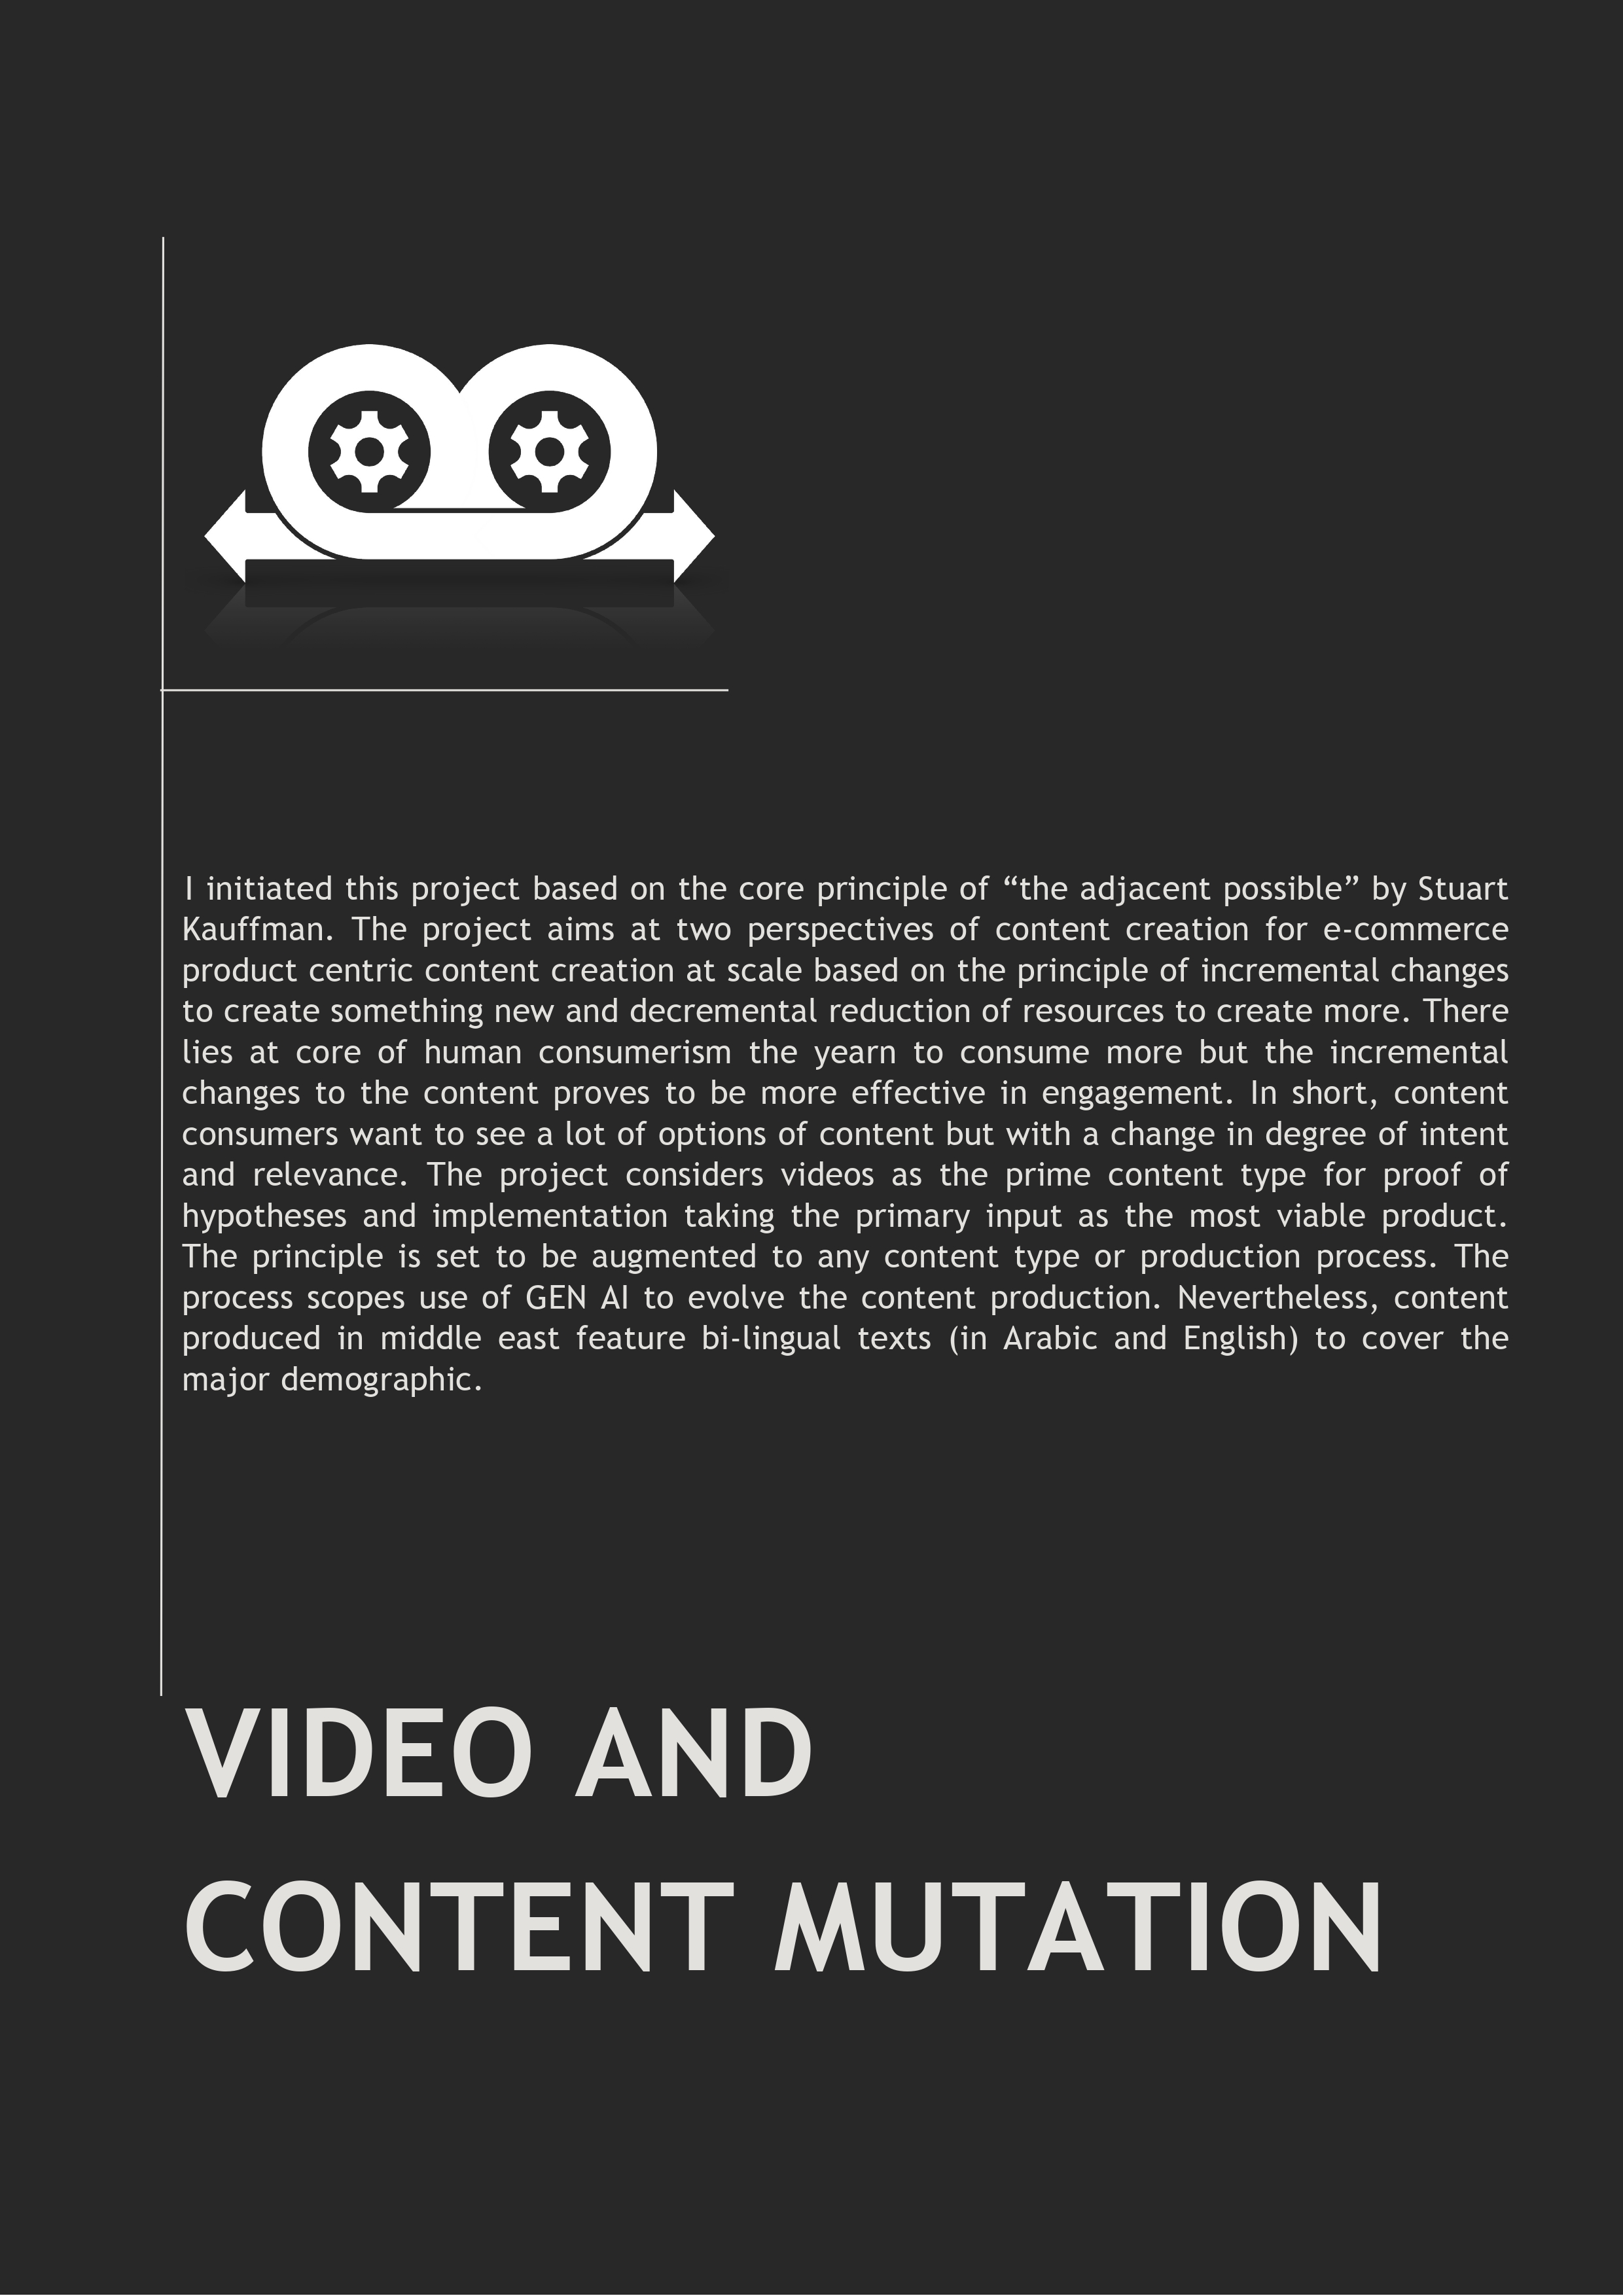 I initiated this project based on the core principle of “the adjacent possible” by Stuart
Kauffman. The project aims at two perspectives of content creation for e-commerce
product centric content creation at scale based on the principle of incremental changes
to create something new and decremental reduction of resources to create more. There
lies at core of human consumerism the yearn to consume more but the incremental
changes to the content proves to be more effective in engagement. In short, content
consumers want to see a lot of options of content but with a change in degree of intent
and relevance. The project considers videos as the prime content type for proof of
hypotheses and implementation taking the primary input as the most viable product.
The principle is set to be augmented to any content type or production process. The
process scopes use of GEN AI to evolve the content production. Nevertheless, content
produced in middle east feature bi-lingual texts (in Arabic and English) to cover the
major demographic.
VIDEO AND
CONTENT MUTATION